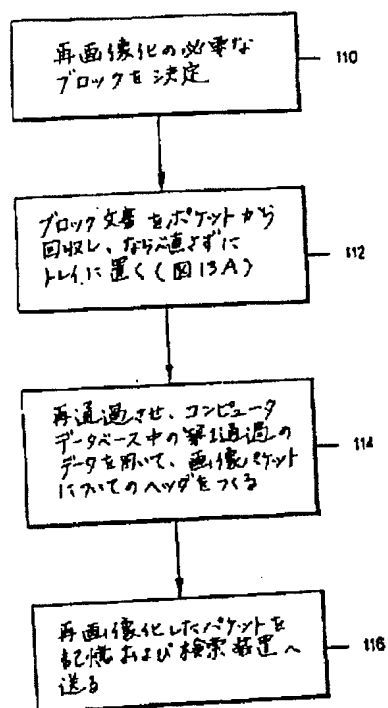 再画像化の必要な
ブロックを決定
110
ブロック文書をポケットから
回収し、ならべ直さずに
トレイに置く(図13A)
112
再通過させ、コンピュータ
データベース中の第1通過の
データを用いて、画像パケット
についてのヘッダをつくる
114
再画像化したパケットを
記憶および検索装置へ
送る
116